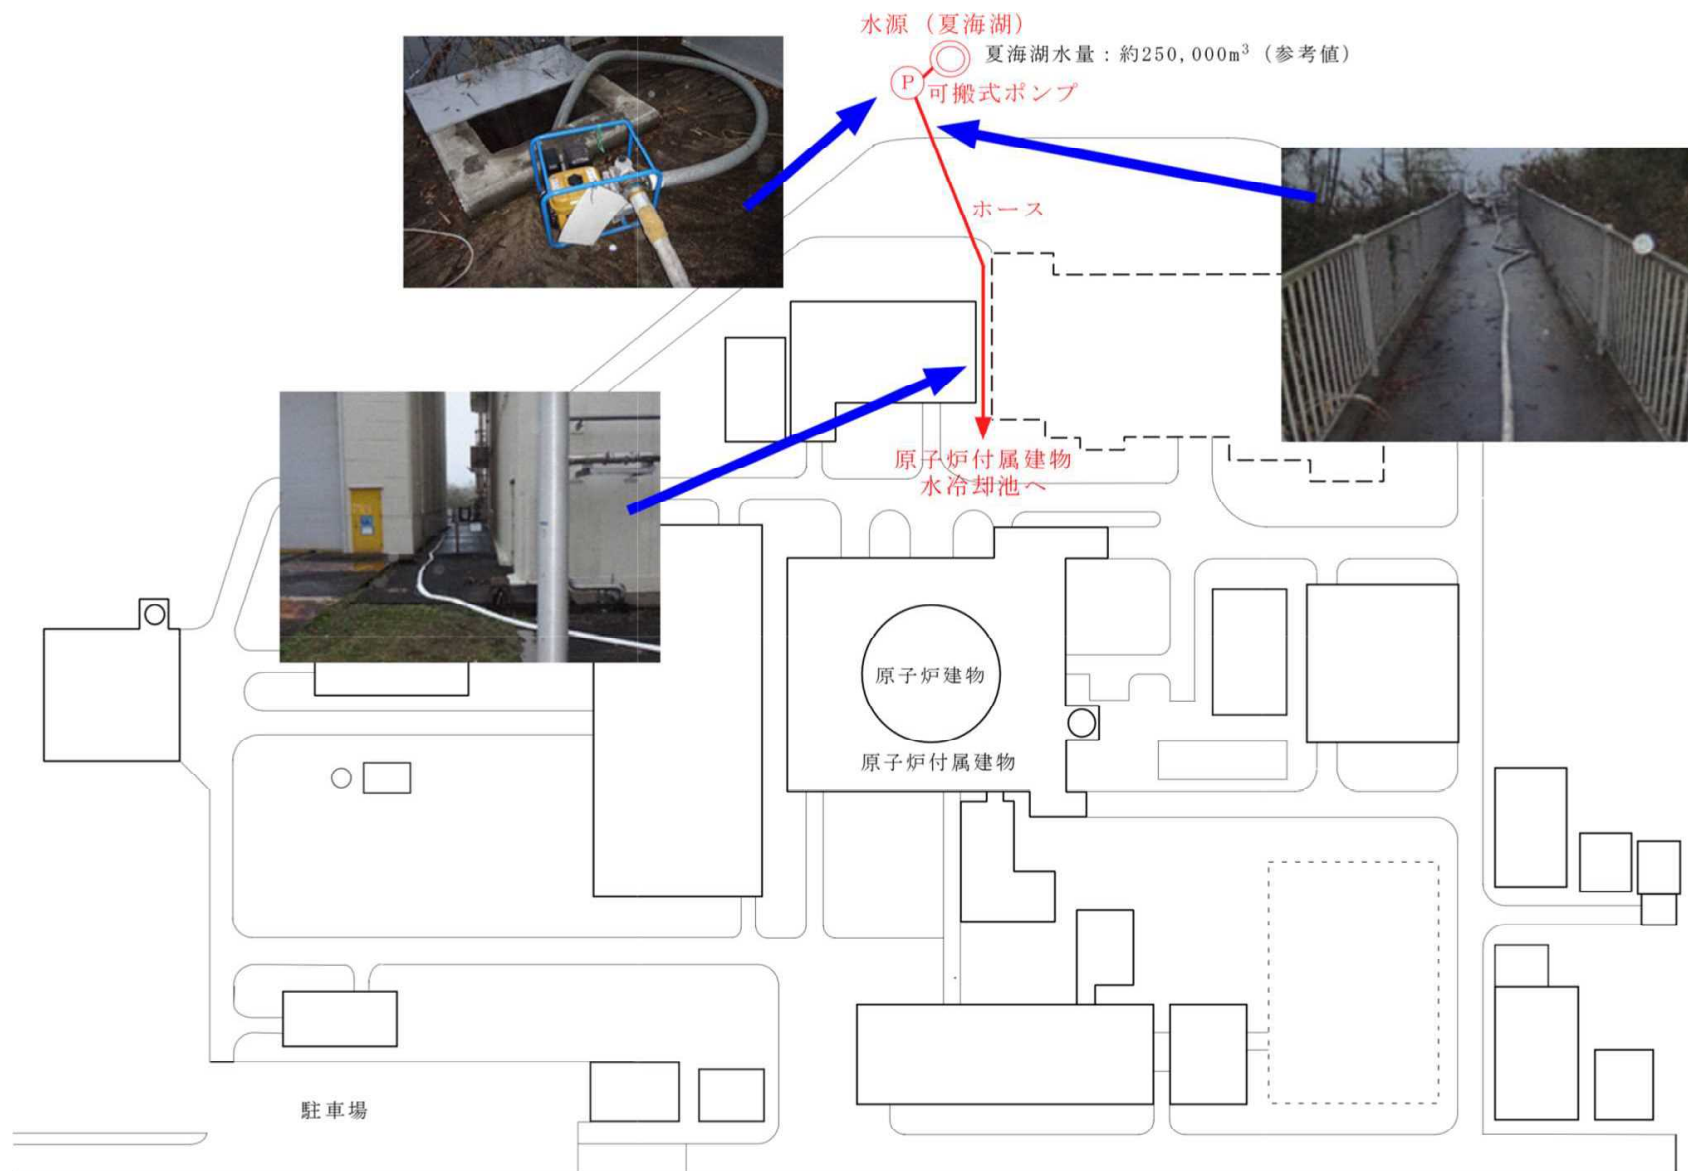 水源（夏海湖）
夏海湖水量：約250,000m³（参考値）
P
可搬式ポンプ
ホース
原子炉付属建物
水冷却池へ
原子炉建物
原子炉付属建物
駐車場